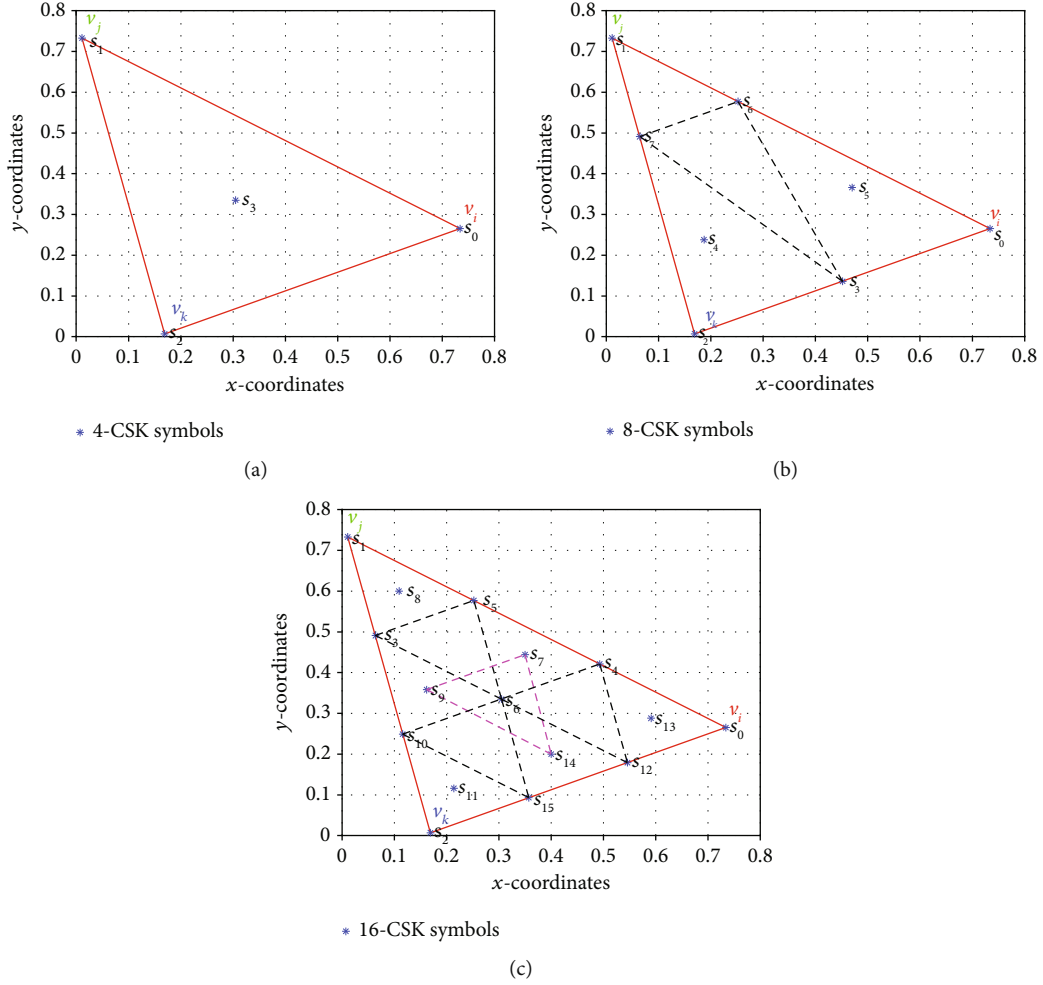 0.8
0.7
0.6
0.5
0.4
0.3
0.2
0.1
0
y-coordinates
v_j
s_1
s_3
v_i
s_0
v_k
s_2
0 0.1 0.2 0.3 0.4 0.5 0.6 0.7 0.8
x-coordinates
* 4-CSK symbols
(a)
0.8
0.7
0.6
0.5
0.4
0.3
0.2
0.1
0
y-coordinates
v_j
s_1
s_6
s_7
s_5
v_i
s_0
s_4
s_3
v_k
s_2
0 0.1 0.2 0.3 0.4 0.5 0.6 0.7 0.8
x-coordinates
* 8-CSK symbols
(b)
0.8
0.7
0.6
0.5
0.4
0.3
0.2
0.1
0
y-coordinates
v_j
s_1
s_8
s_5
s_3
s_7
s_4
s_9
s_6
v_i
s_13
s_0
s_10
s_14
s_12
s_11
s_15
v_k
s_2
0 0.1 0.2 0.3 0.4 0.5 0.6 0.7 0.8
x-coordinates
* 16-CSK symbols
(c)